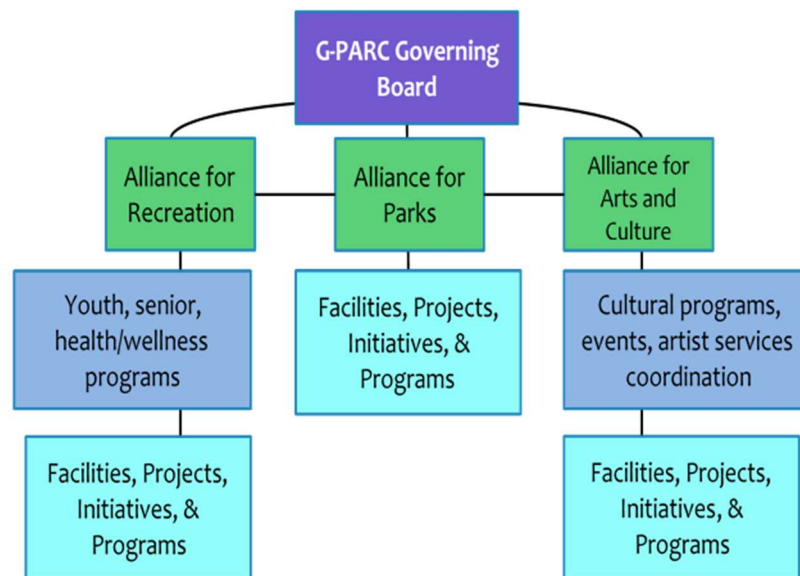 G-PARC Governing
Board
Alliance for
Recreation
Alliance for
Parks
Alliance for
Arts and
Culture
Youth, senior,
health/wellness
programs
Facilities, Projects,
Initiatives, &
Programs
Cultural programs,
events, artist services
coordination
Facilities, Projects,
Initiatives, &
Programs
Facilities, Projects,
Initiatives, &
Programs